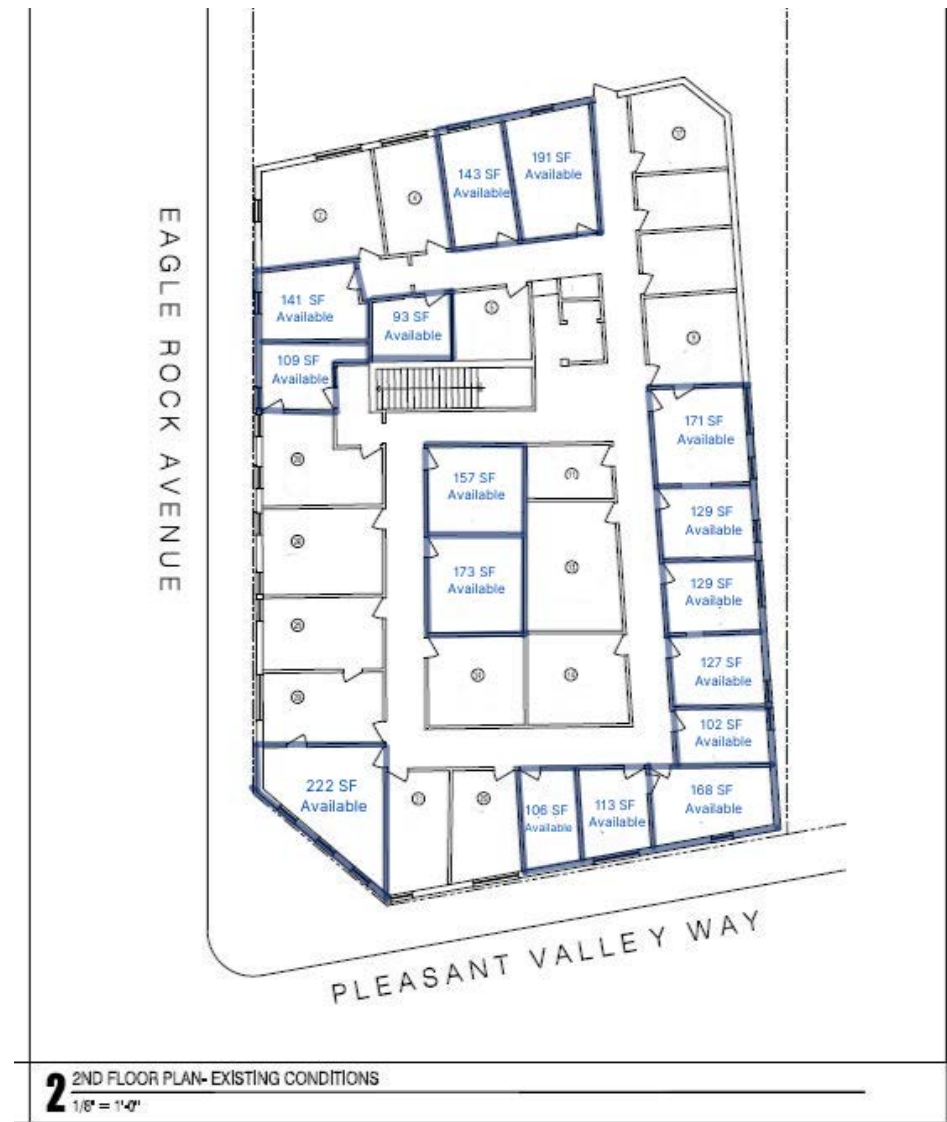 EAGLE ROCK AVENUE
191 SF
Available
143 SF
Available
141 SF
Available
93 SF
Available
109 SF
Available
171 SF
Available
157 SF
Available
129 SF
Available
173 SF
Available
129 SF
Available
127 SF
Available
102 SF
Available
222 SF
Available
106 SF
Available
113 SF
Available
168 SF
Available
PLEASANT VALLEY WAY
2
2ND FLOOR PLAN- EXISTING CONDITIONS
1/8" = 1'-0"